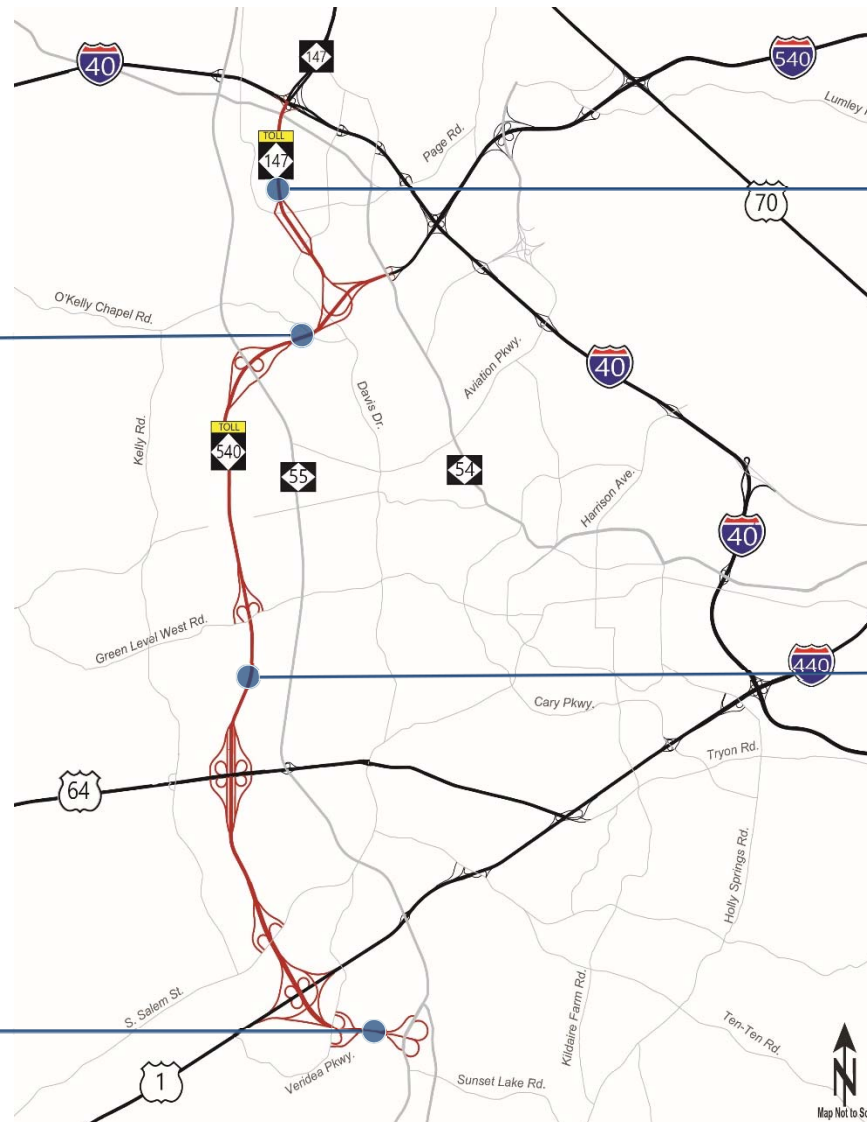 147
40
540
Lumley
TOLL
147
Page Rd.
70
O'Kelly Chapel Rd.
Aviation Pkwy.
40
Davis Dr.
Kelly Rd.
TOLL
540
55
54
Harrison Ave.
40
Green Level West Rd.
440
Cary Pkwy.
Tryon Rd.
64
Holly Springs Rd.
S. Salem St.
Kildaire Farm Rd.
Ten-Ten Rd.
Veridea Pkwy.
Sunset Lake Rd.
1
N
Map Not to Sc